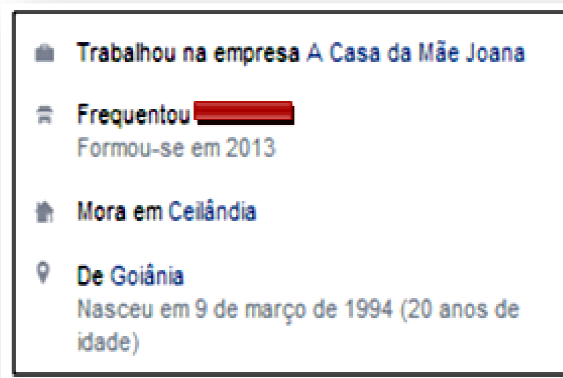 Trabalhou na empresa A Casa da Mãe Joana
Frequentou
Formou-se em 2013
Mora em Ceilândia
De Goiânia
Nasceu em 9 de março de 1994 (20 anos de
idade)